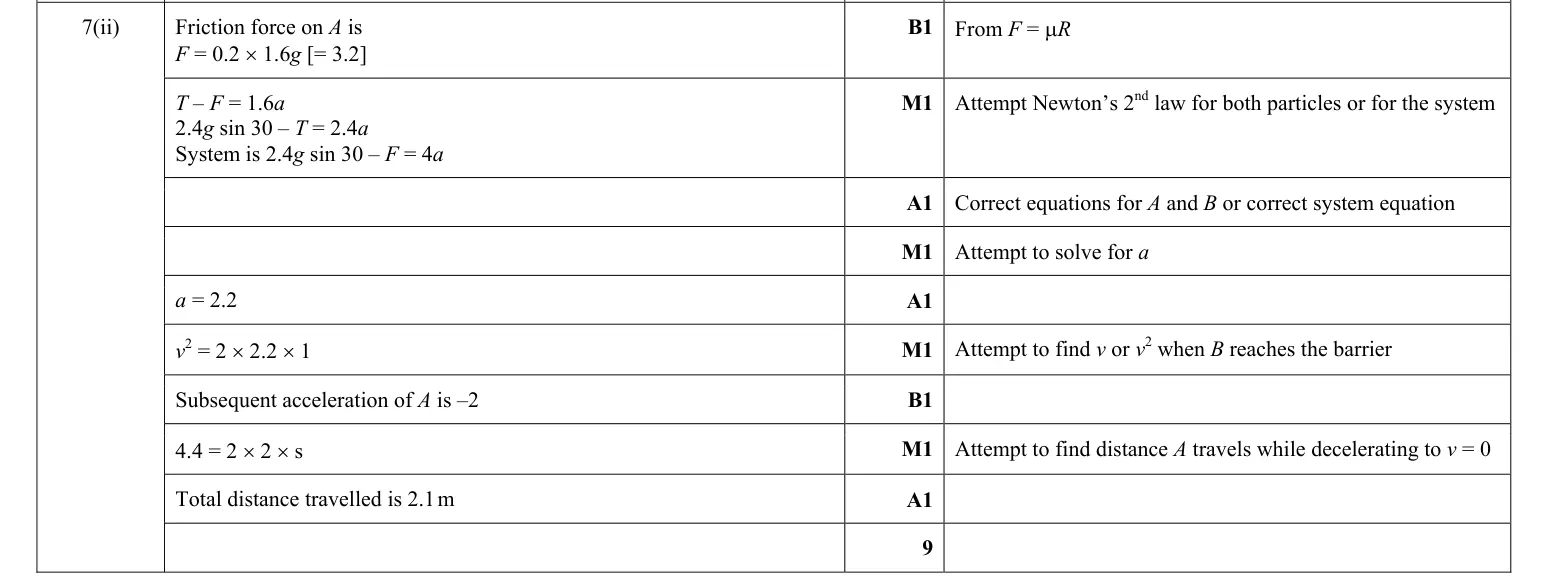 7(ii)
Friction force on A is
F = 0.2 × 1.6g [= 3.2]
B1
From F = μR
T – F = 1.6a
2.4g sin 30 – T = 2.4a
System is 2.4g sin 30 – F = 4a
M1
Attempt Newton's 2nd law for both particles or for the system
A1
Correct equations for A and B or correct system equation
M1
Attempt to solve for a
a = 2.2
A1
v² = 2 × 2.2 × 1
M1
Attempt to find v or v² when B reaches the barrier
Subsequent acceleration of A is –2
B1
4.4 = 2 × 2 × s
M1
Attempt to find distance A travels while decelerating to v = 0
Total distance travelled is 2.1 m
A1
9